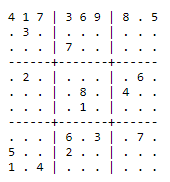 4 1 7 | 3 6 9 | 8 . 5
. 3 . | . . . | . . .
. . . | 7 . . | . . .
------+------+------
. 2 . | . . . | . 6 .
. . . | . 8 . | 4 . .
. . . | . 1 . | . . .
------+------+------
. . . | 6 . 3 | . 7 .
5 . . | 2 . . | . . .
1 . 4 | . . . | . . .